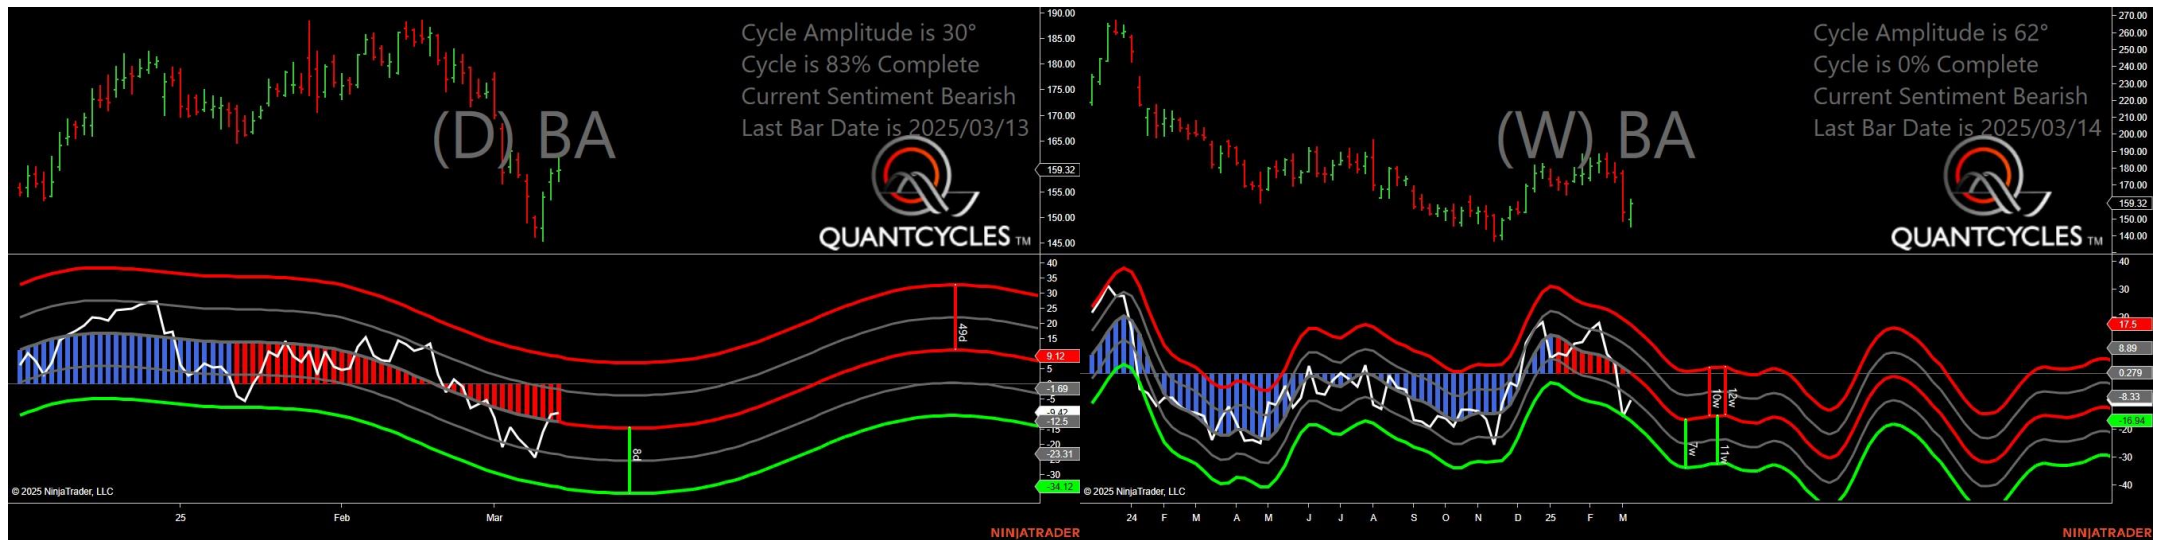 Cycle Amplitude is 30°
Cycle is 83% Complete
Current Sentiment Bearish
Last Bar Date is 2025/03/13
(D) BA
QUANTCYCLES TM
190.00
185.00
180.00
175.00
170.00
165.00
159.32
155.00
150.00
145.00
40
35
30
25
20
15
9.12
5
-1.69
-5
-9.42
-12.5
-15
-20
-23.31
-30
-34.12
49d
8d
© 2025 NinjaTrader, LLC
25
Feb
Mar
NINJATRADER
Cycle Amplitude is 62°
Cycle is 0% Complete
Current Sentiment Bearish
Last Bar Date is 2025/03/14
(W) BA
QUANTCYCLES TM
270.00
260.00
250.00
240.00
230.00
220.00
210.00
200.00
190.00
180.00
170.00
159.32
150.00
140.00
40
30
17.5
8.89
0.279
-8.33
-16.94
-20
-30
-40
10w
12w
7w
11w
© 2025 NinjaTrader, LLC
24 F M A M J J A S O N D 25 F M
NINJATRADER